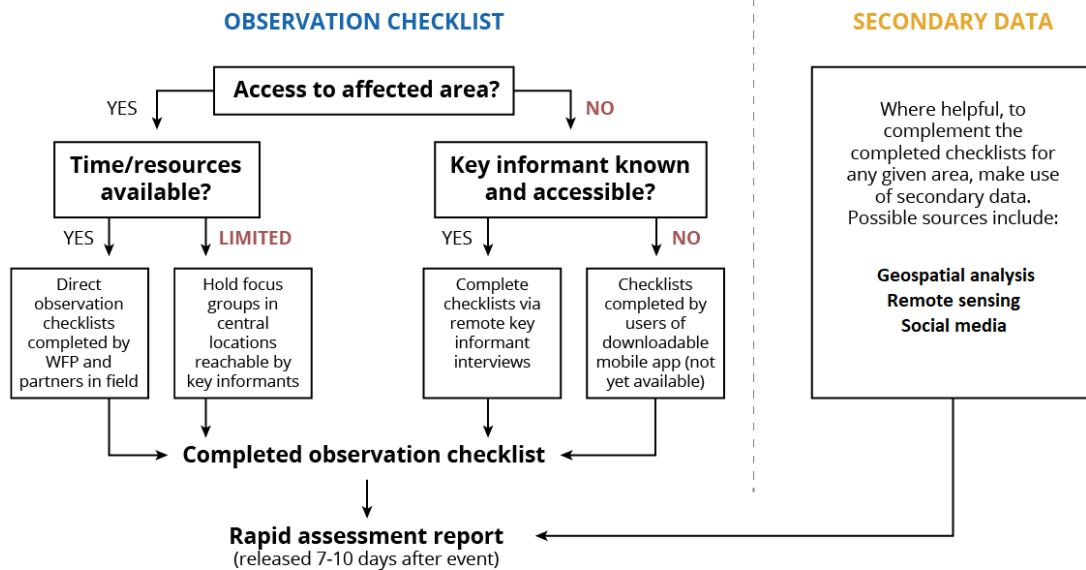 OBSERVATION CHECKLIST
SECONDARY DATA
Access to affected area?
YES
NO
Time/resources
available?
Key informant known
and accessible?
YES
LIMITED
YES
NO
Direct
observation
checklists
completed by
WFP and
partners in field
Hold focus
groups in
central
locations
reachable by
key informants
Complete
checklists via
remote key
informant
interviews
Checklists
completed by
users of
downloadable
mobile app (not
yet available)
Completed observation checklist
Rapid assessment report
(released 7-10 days after event)
Where helpful, to
complement the
completed checklists for
any given area, make use
of secondary data.
Possible sources include:
Geospatial analysis
Remote sensing
Social media